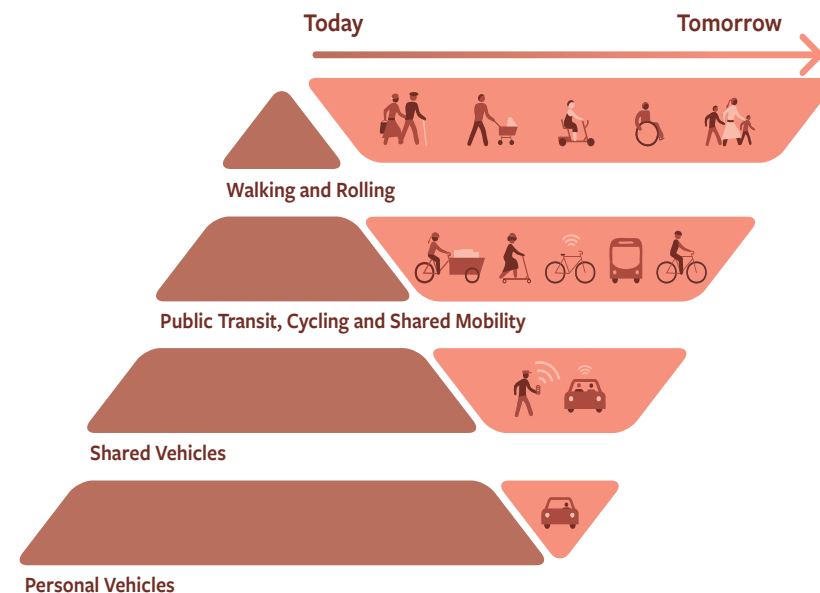 Today
Tomorrow
Walking and Rolling
Public Transit, Cycling and Shared Mobility
Shared Vehicles
Personal Vehicles